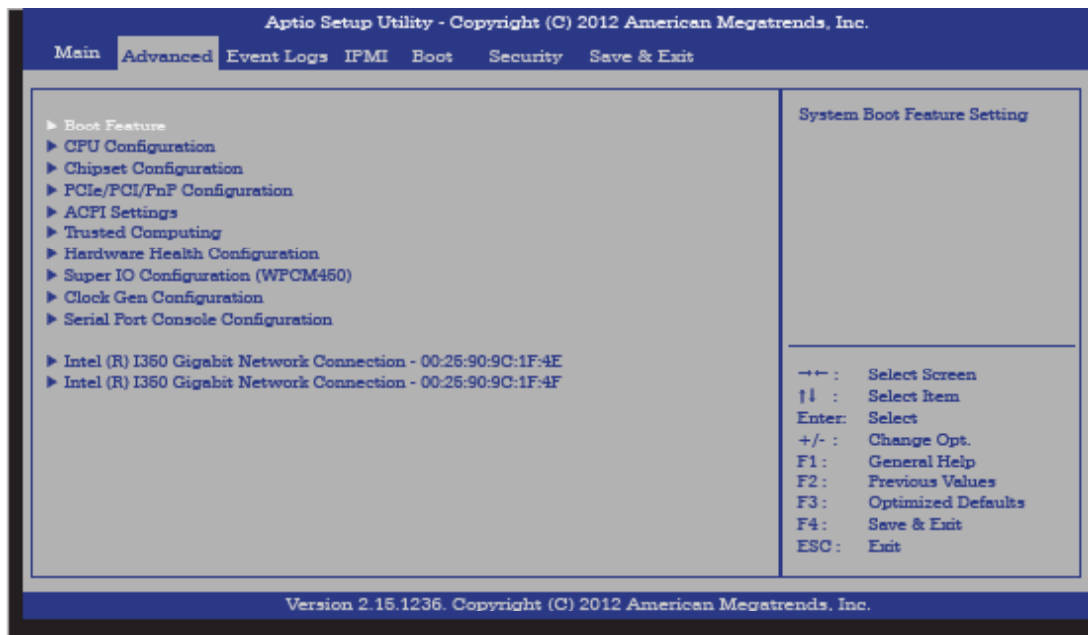 Aptio Setup Utility - Copyright (C) 2012 American Megatrends, Inc.
Main Advanced Event Logs IPMI Boot Security Save & Exit
▶ Boot Feature
▶ CPU Configuration
▶ Chipset Configuration
▶ PCIe/PCI/PnP Configuration
▶ ACPI Settings
▶ Trusted Computing
▶ Hardware Health Configuration
▶ Super IO Configuration (WPCM450)
▶ Clock Gen Configuration
▶ Serial Port Console Configuration
▶ Intel (R) I350 Gigabit Network Connection - 00:25:90:9C:1F:4E
▶ Intel (R) I350 Gigabit Network Connection - 00:25:90:9C:1F:4F
System Boot Feature Setting
→← : Select Screen
↑↓ : Select Item
Enter: Select
+/- : Change Opt.
F1 : General Help
F2 : Previous Values
F3 : Optimized Defaults
F4 : Save & Exit
ESC : Exit
Version 2.15.1236. Copyright (C) 2012 American Megatrends, Inc.